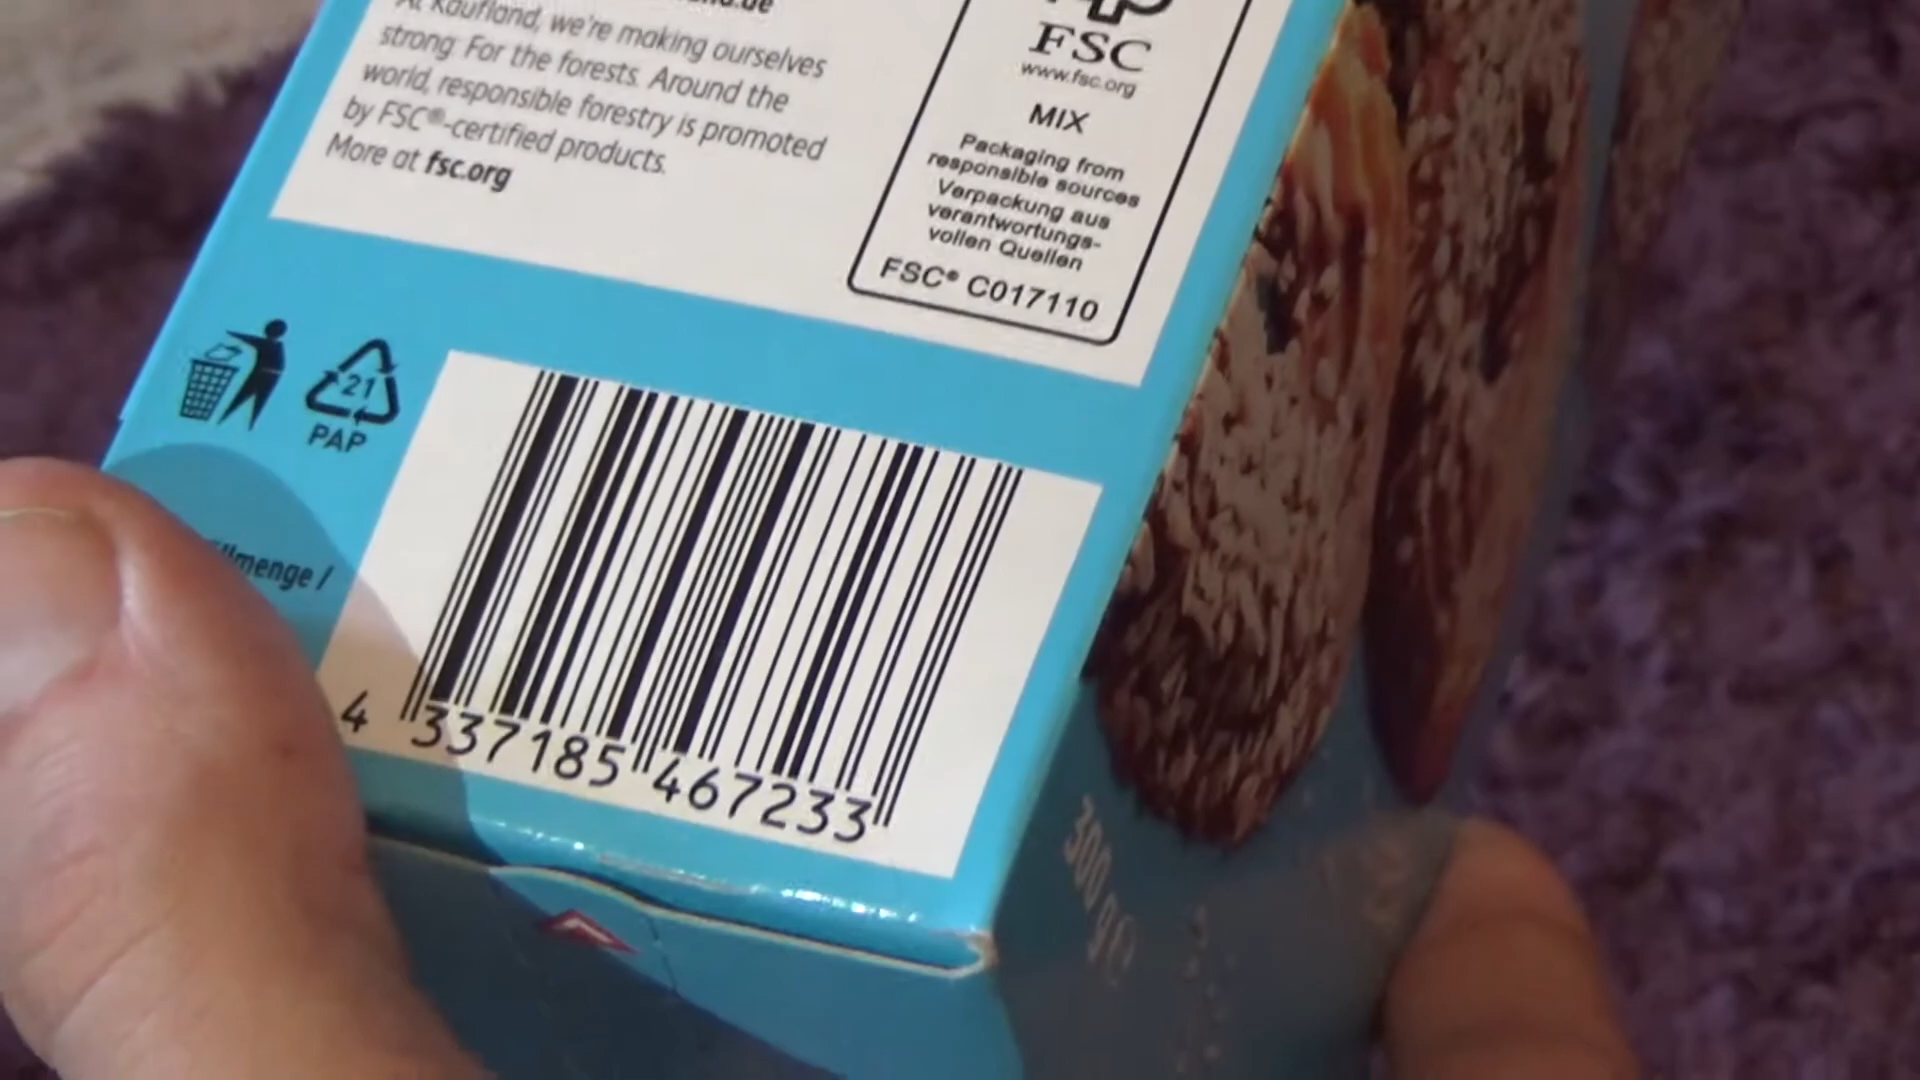 At Kaufland, we're making ourselves
strong. For the forests. Around the
world, responsible forestry is promoted
by FSC®-certified products.
More at fsc.org
FSC
www.fsc.org
MIX
Packaging from
responsible sources
Verpackung aus
verantwortungs-
vollen Quellen
FSC® C017110
21
PAP
4 337185 467233
300 g e